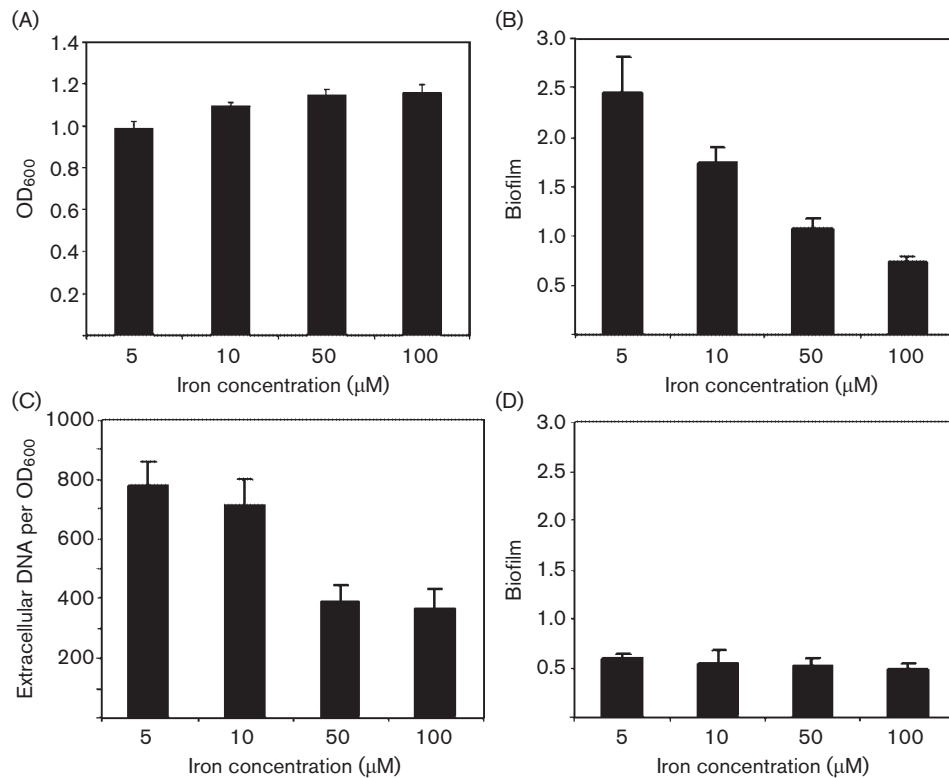 (A)
1.4
1.2
1.0
0.8
0.6
0.4
0.2
OD600
5 10 50 100
Iron concentration (μM)
(B)
3.0
2.5
2.0
1.5
1.0
0.5
Biofilm
5 10 50 100
Iron concentration (μM)
(C)
1000
800
600
400
200
Extracellular DNA per OD600
5 10 50 100
Iron concentration (μM)
(D)
3.0
2.5
2.0
1.5
1.0
0.5
Biofilm
5 10 50 100
Iron concentration (μM)